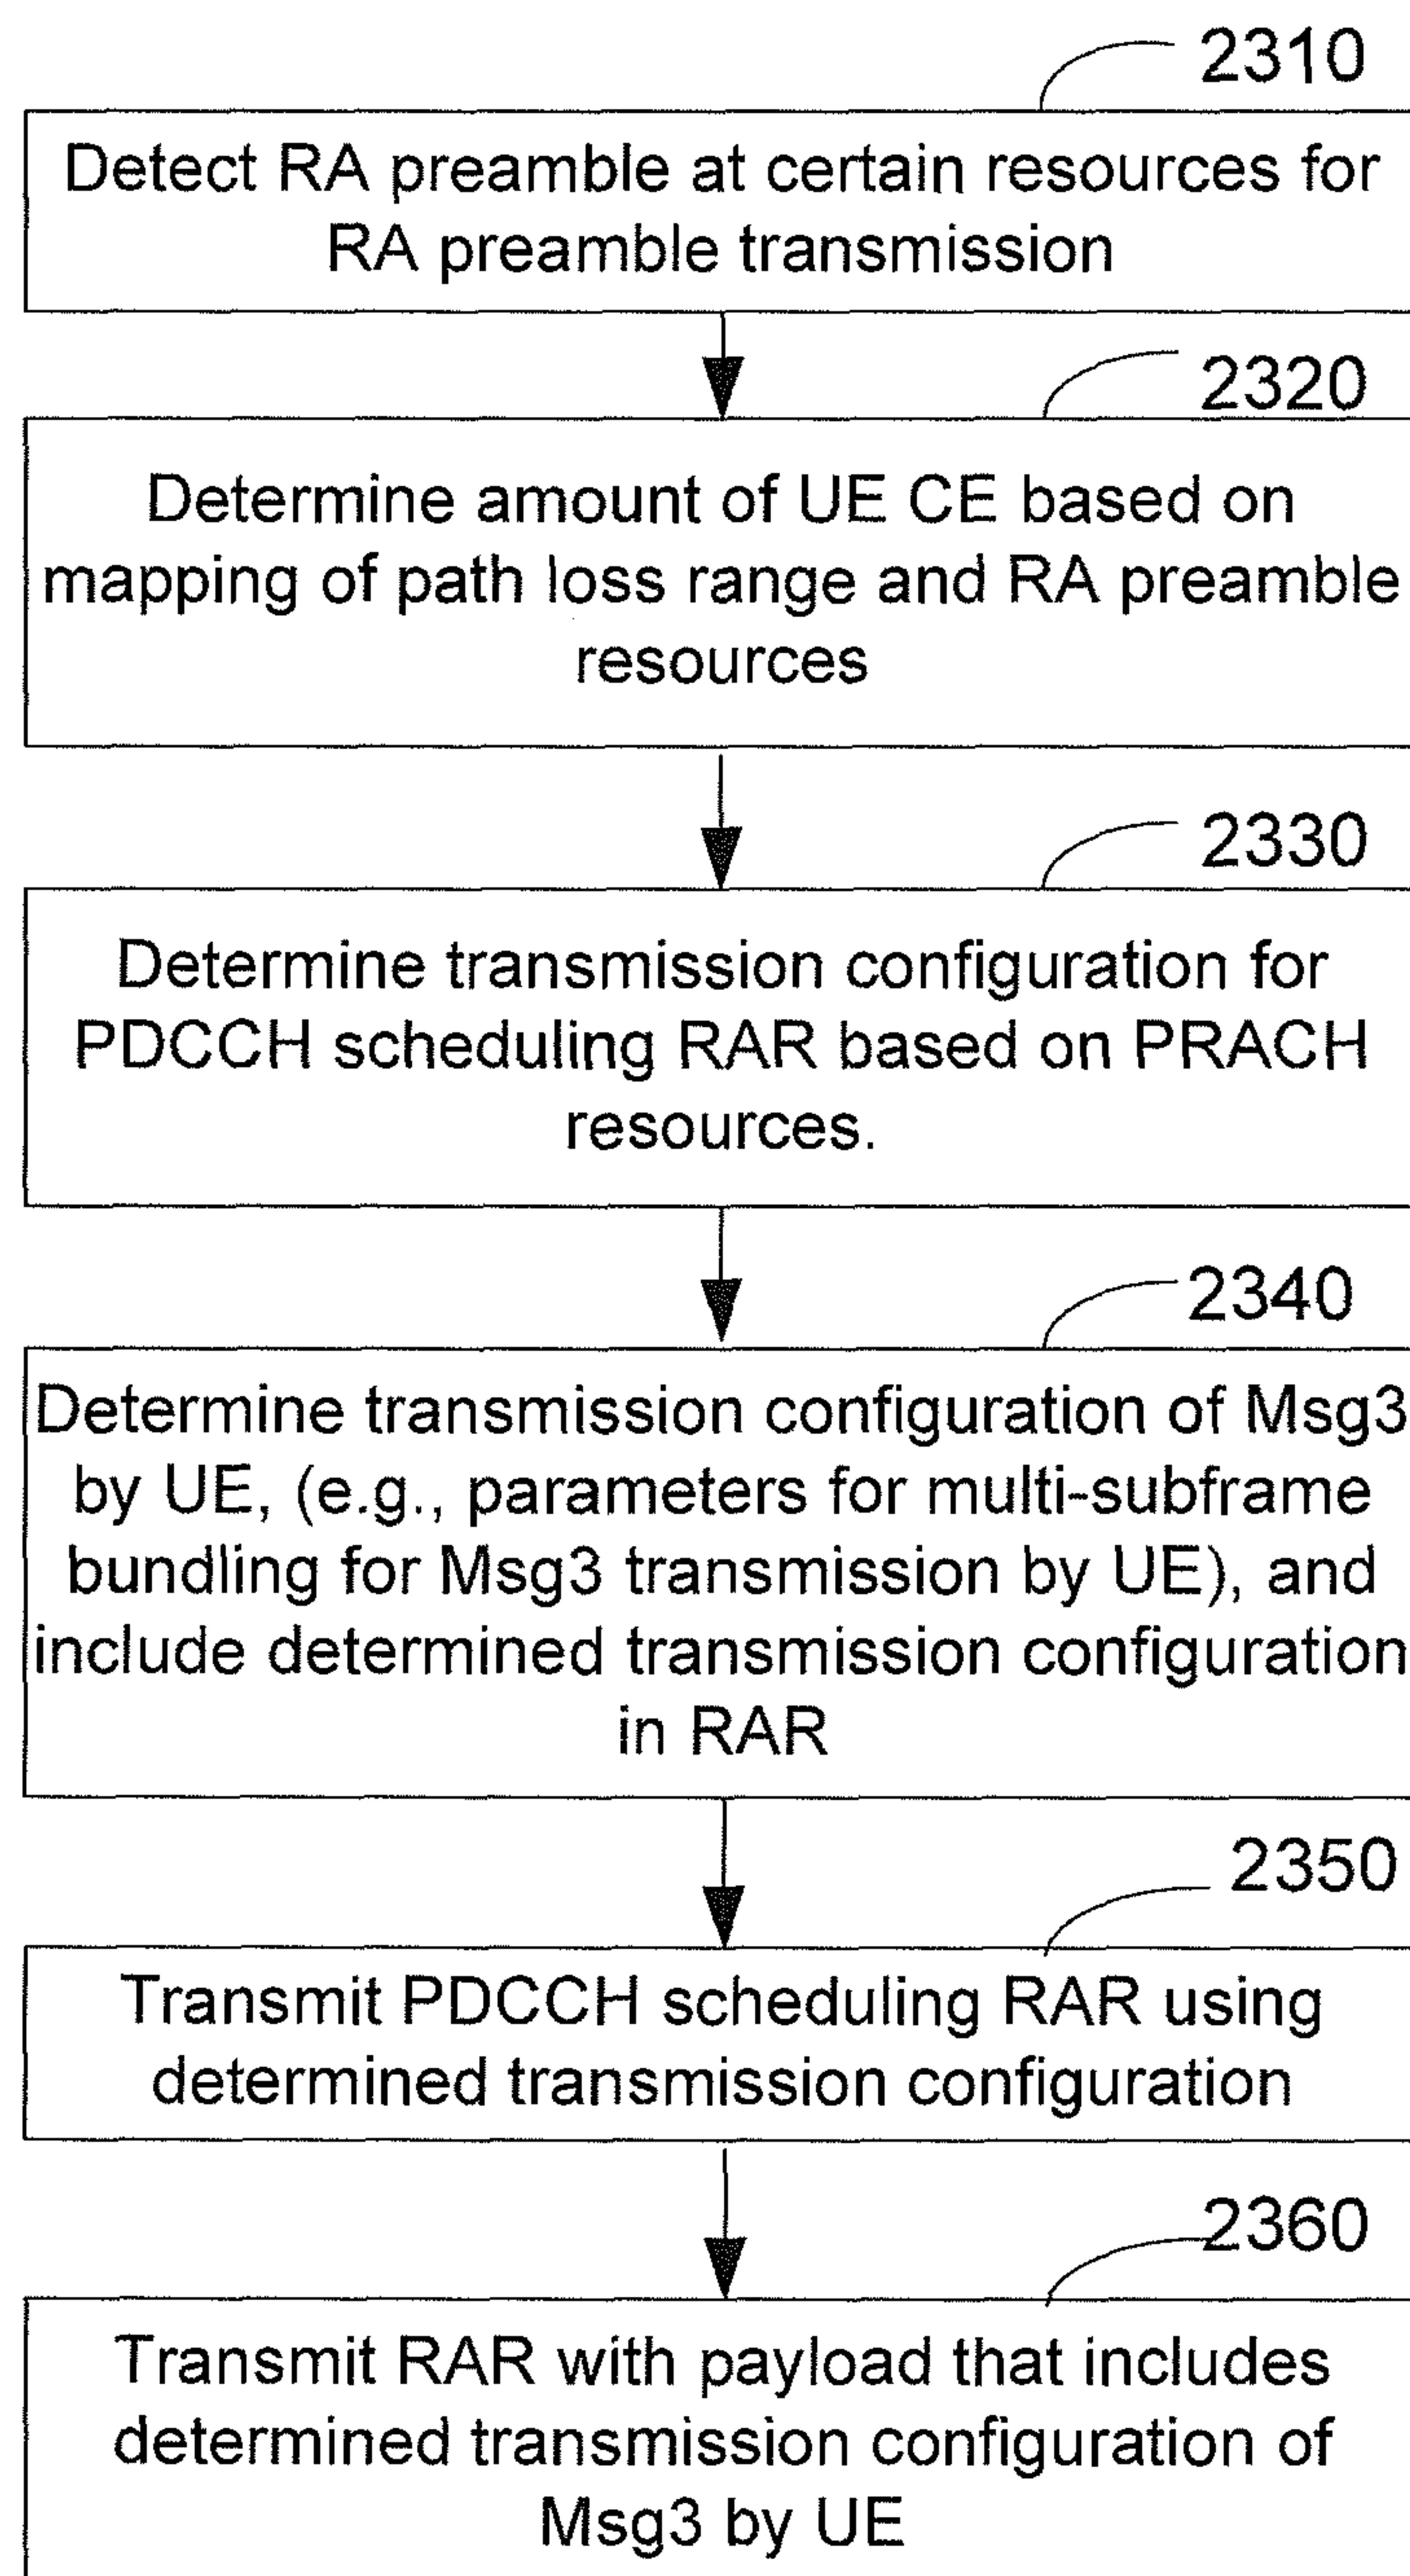 2310
Detect RA preamble at certain resources for
RA preamble transmission
2320
Determine amount of UE CE based on
mapping of path loss range and RA preamble
resources
2330
Determine transmission configuration for
PDCCH scheduling RAR based on PRACH
resources.
2340
Determine transmission configuration of Msg3
by UE, (e.g., parameters for multi-subframe
bundling for Msg3 transmission by UE), and
include determined transmission configuration
in RAR
2350
Transmit PDCCH scheduling RAR using
determined transmission configuration
2360
Transmit RAR with payload that includes
determined transmission configuration of
Msg3 by UE